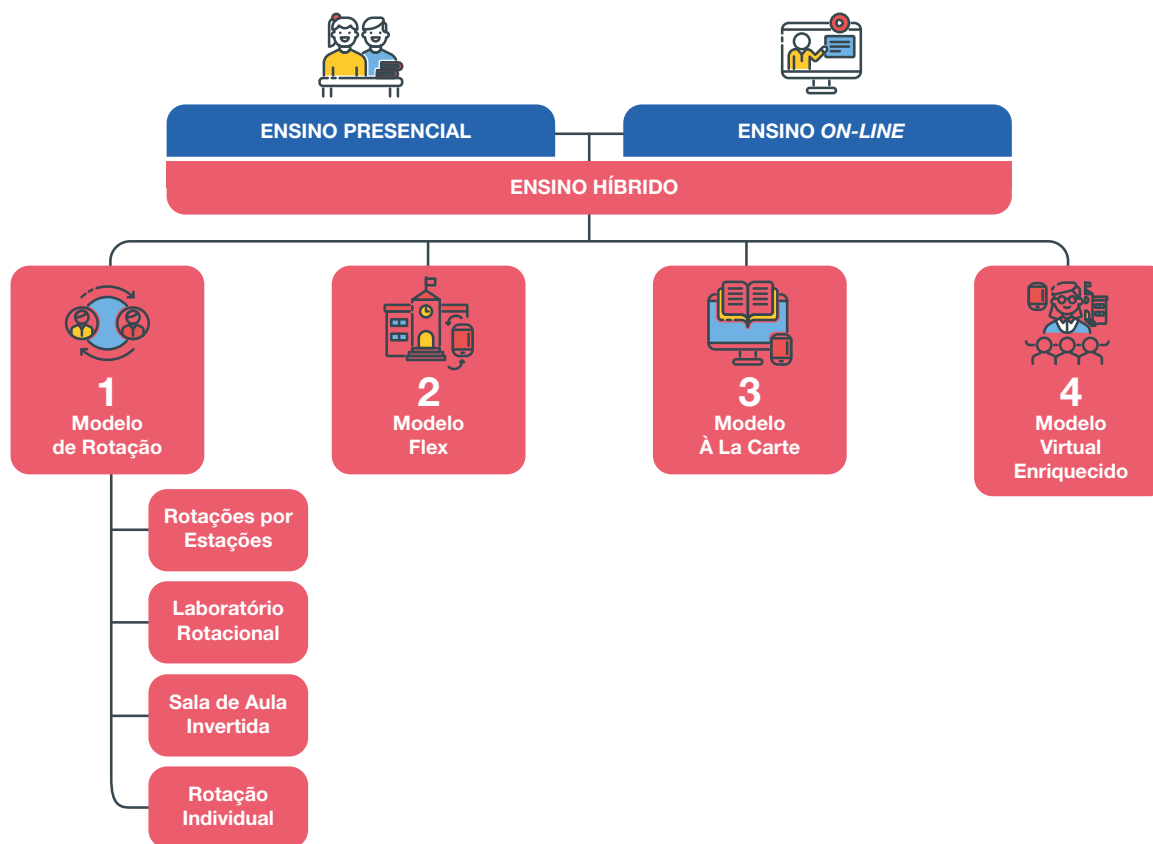 ENSINO PRESENCIAL
ENSINO ON-LINE
ENSINO HÍBRIDO
1
Modelo
de Rotação
2
Modelo
Flex
3
Modelo
À La Carte
4
Modelo
Virtual
Enriquecido
Rotações por
Estações
Laboratório
Rotacional
Sala de Aula
Invertida
Rotação
Individual